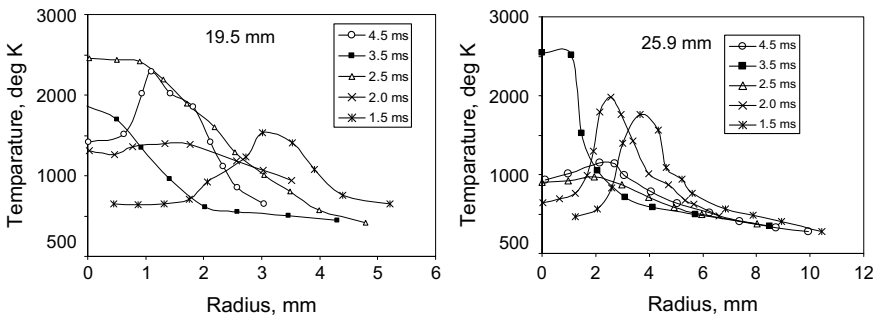 3000
2000
1000
500
Temparature, deg K
19.5 mm
4.5 ms
3.5 ms
2.5 ms
2.0 ms
1.5 ms
0 1 2 3 4 5 6
Radius, mm
3000
2000
1000
500
Temparature, deg K
25.9 mm
4.5 ms
3.5 ms
2.5 ms
2.0 ms
1.5 ms
0 2 4 6 8 10 12
Radius, mm